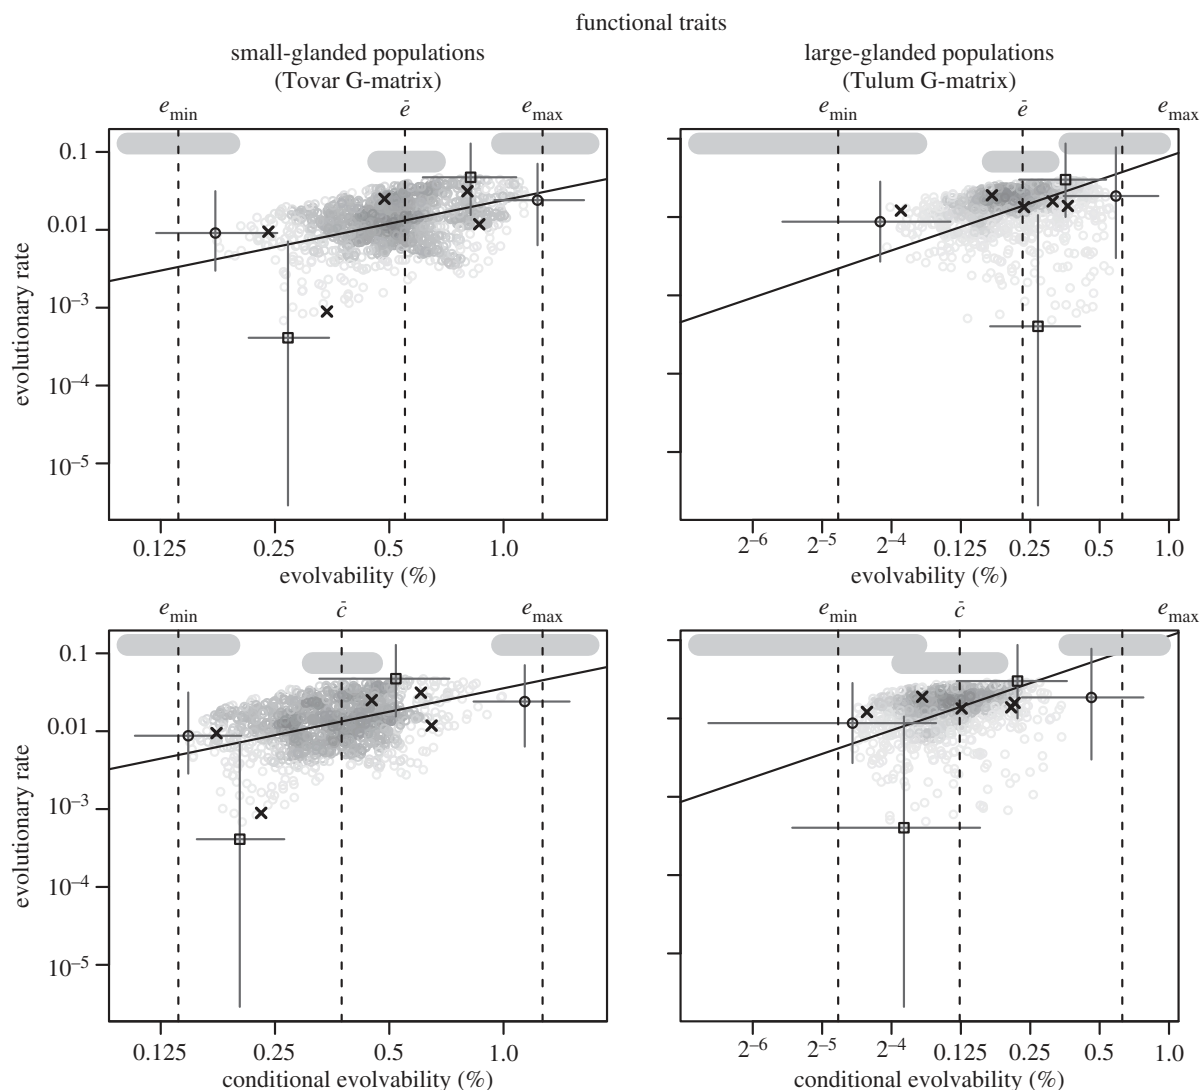 functional traits
small-glanded populations
(Tovar G-matrix)
large-glanded populations
(Tulum G-matrix)
e_min
ē
e_max
e_min
ē
e_max
0.1
0.01
10⁻³
10⁻⁴
10⁻⁵
evolutionary rate
0.125
0.25
0.5
1.0
evolvability (%)
2⁻⁶
2⁻⁵
2⁻⁴
0.125
0.25
0.5
1.0
evolvability (%)
e_min
c̄
e_max
e_min
c̄
e_max
0.1
0.01
10⁻³
10⁻⁴
10⁻⁵
evolutionary rate
0.125
0.25
0.5
1.0
conditional evolvability (%)
2⁻⁶
2⁻⁵
2⁻⁴
0.125
0.25
0.5
1.0
conditional evolvability (%)